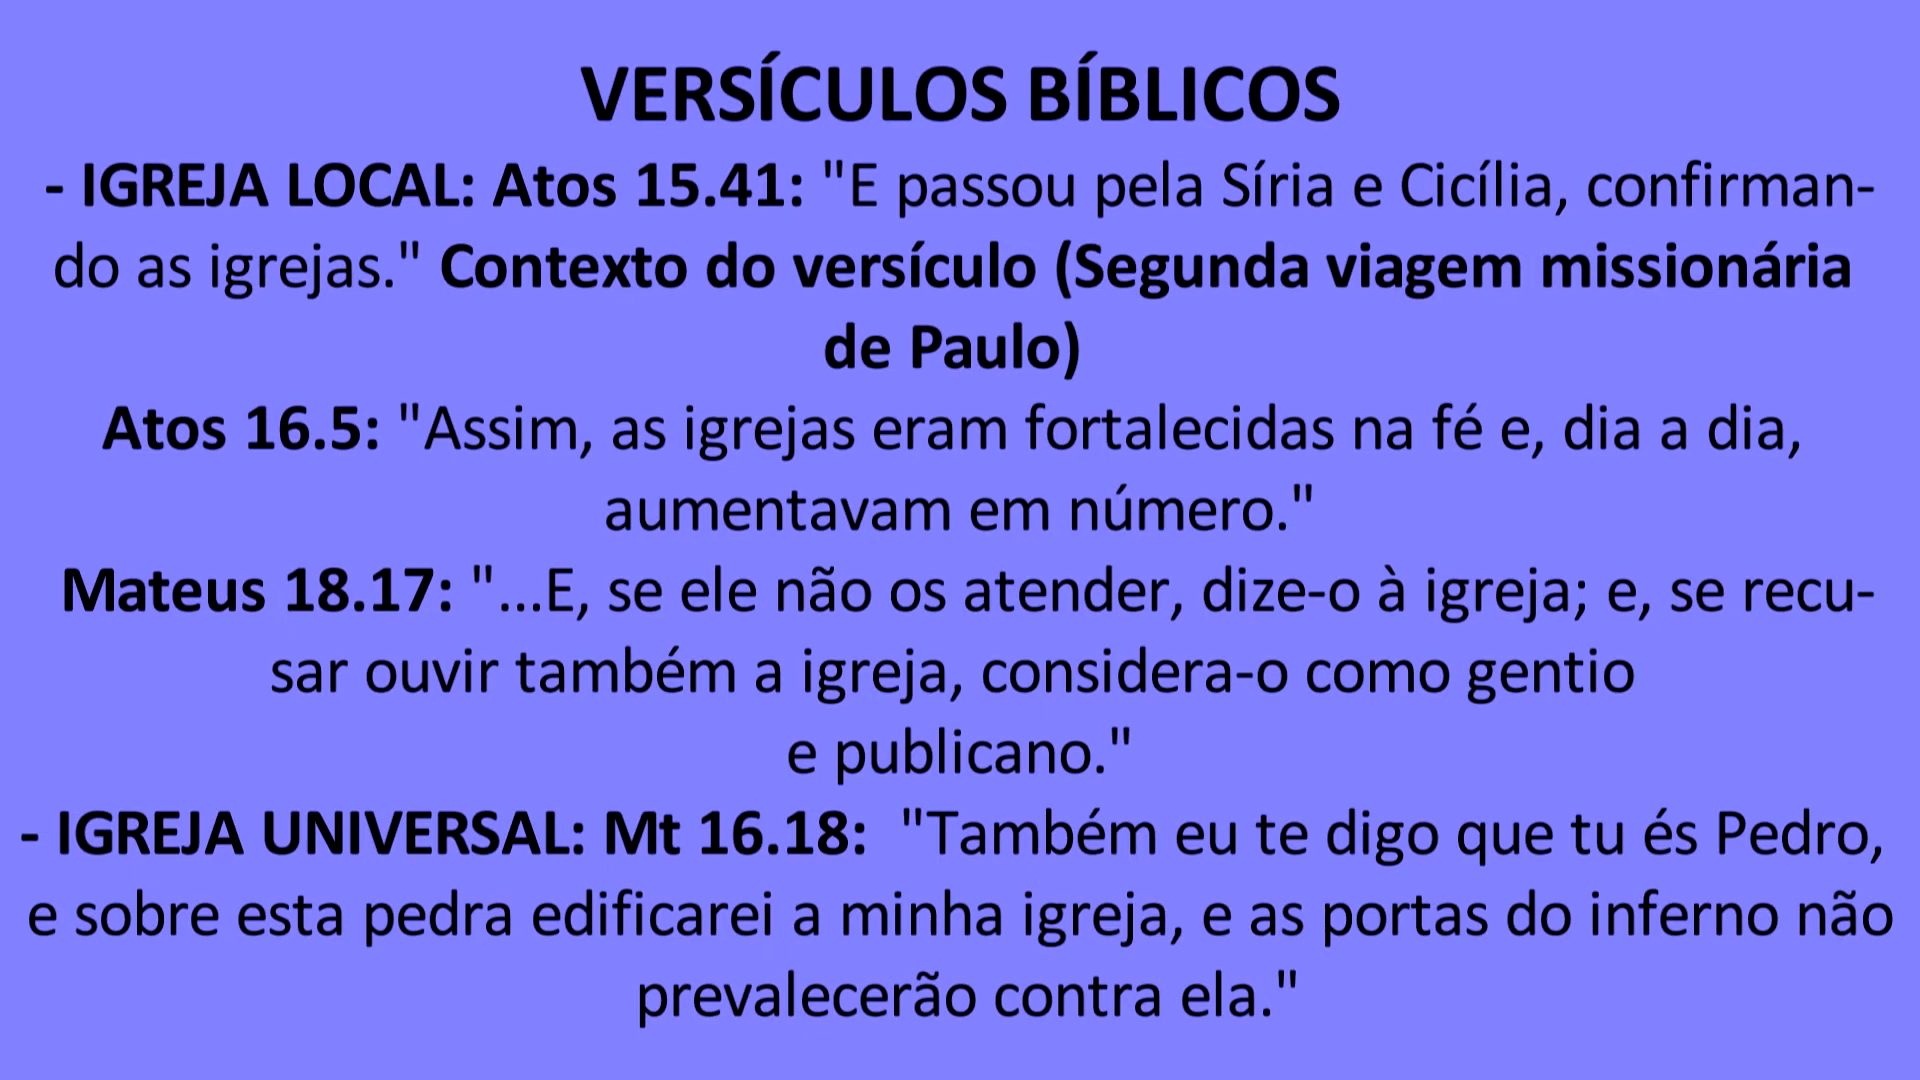 VERSÍCULOS BÍBLICOS
- IGREJA LOCAL: Atos 15.41: "E passou pela Síria e Cicília, confirman-
do as igrejas." Contexto do versículo (Segunda viagem missionária
de Paulo)
Atos 16.5: "Assim, as igrejas eram fortalecidas na fé e, dia a dia,
aumentavam em número."
Mateus 18.17: "...E, se ele não os atender, dize-o à igreja; e, se recu-
sar ouvir também a igreja, considera-o como gentio
e publicano."
- IGREJA UNIVERSAL: Mt 16.18:  "Também eu te digo que tu és Pedro,
e sobre esta pedra edificarei a minha igreja, e as portas do inferno não
prevalecerão contra ela."